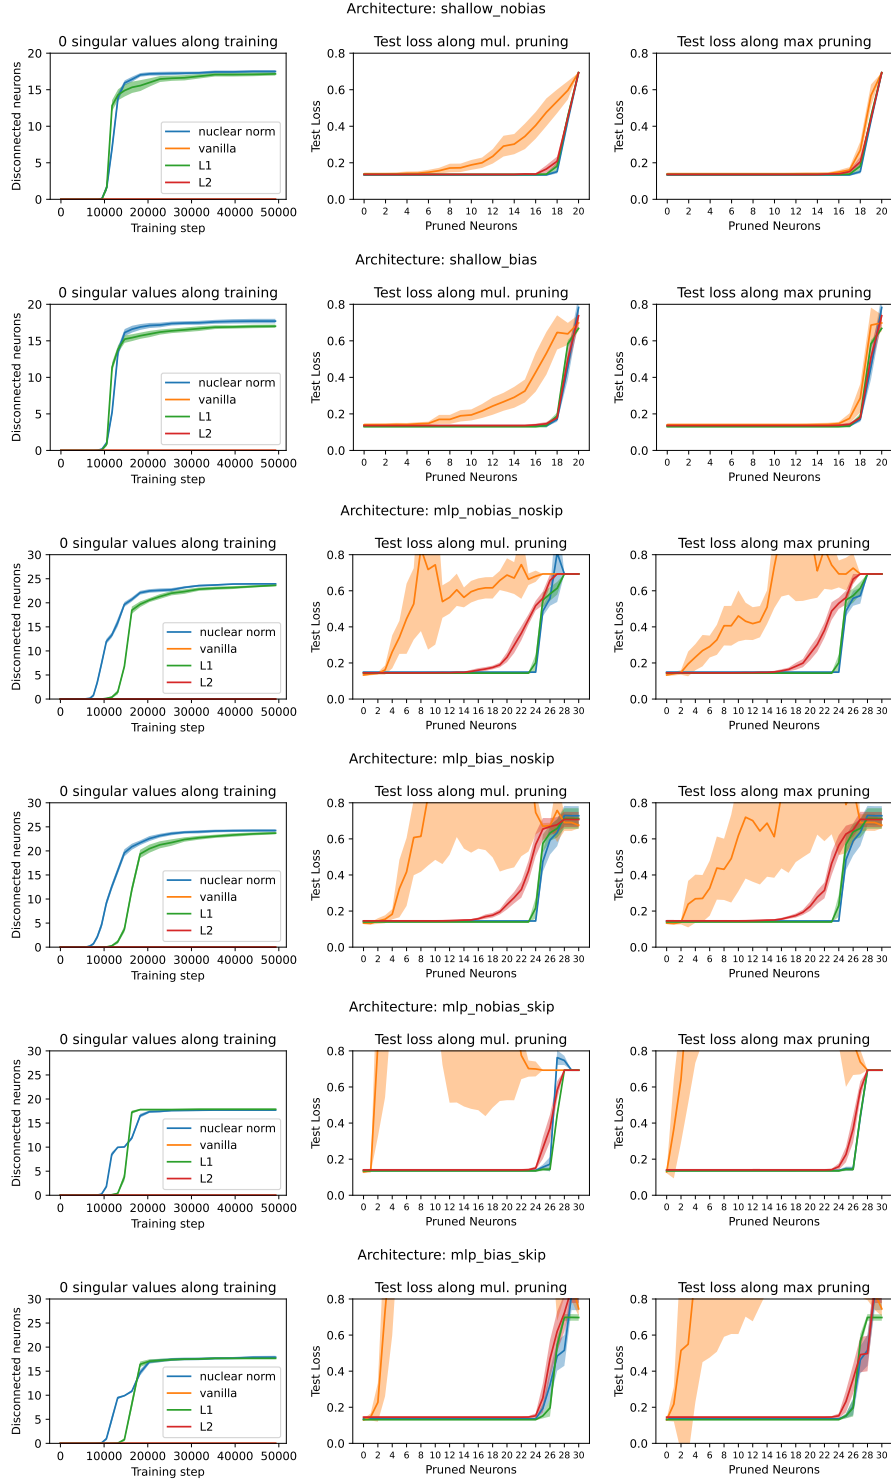 Architecture: shallow_nobias
0 singular values along training
Test loss along mul. pruning
Test loss along max pruning
Disconnected neurons
20
15
10
5
0
nuclear norm
vanilla
L1
L2
0 10000 20000 30000 40000 50000
Training step
Test Loss
0.8
0.6
0.4
0.2
0.0
0 2 4 6 8 10 12 14 16 18 20
Pruned Neurons
Test Loss
0.8
0.6
0.4
0.2
0.0
0 2 4 6 8 10 12 14 16 18 20
Pruned Neurons
Architecture: shallow_bias
0 singular values along training
Test loss along mul. pruning
Test loss along max pruning
Disconnected neurons
20
15
10
5
0
nuclear norm
vanilla
L1
L2
0 10000 20000 30000 40000 50000
Training step
Test Loss
0.8
0.6
0.4
0.2
0.0
0 2 4 6 8 10 12 14 16 18 20
Pruned Neurons
Test Loss
0.8
0.6
0.4
0.2
0.0
0 2 4 6 8 10 12 14 16 18 20
Pruned Neurons
Architecture: mlp_nobias_noskip
0 singular values along training
Test loss along mul. pruning
Test loss along max pruning
Disconnected neurons
30
25
20
15
10
5
0
nuclear norm
vanilla
L1
L2
0 10000 20000 30000 40000 50000
Training step
Test Loss
0.8
0.6
0.4
0.2
0.0
0 2 4 6 8 10 12 14 16 18 20 22 24 26 28 30
Pruned Neurons
Test Loss
0.8
0.6
0.4
0.2
0.0
0 2 4 6 8 10 12 14 16 18 20 22 24 26 28 30
Pruned Neurons
Architecture: mlp_bias_noskip
0 singular values along training
Test loss along mul. pruning
Test loss along max pruning
Disconnected neurons
30
25
20
15
10
5
0
nuclear norm
vanilla
L1
L2
0 10000 20000 30000 40000 50000
Training step
Test Loss
0.8
0.6
0.4
0.2
0.0
0 2 4 6 8 10 12 14 16 18 20 22 24 26 28 30
Pruned Neurons
Test Loss
0.8
0.6
0.4
0.2
0.0
0 2 4 6 8 10 12 14 16 18 20 22 24 26 28 30
Pruned Neurons
Architecture: mlp_nobias_skip
0 singular values along training
Test loss along mul. pruning
Test loss along max pruning
Disconnected neurons
30
25
20
15
10
5
0
nuclear norm
vanilla
L1
L2
0 10000 20000 30000 40000 50000
Training step
Test Loss
0.8
0.6
0.4
0.2
0.0
0 2 4 6 8 10 12 14 16 18 20 22 24 26 28 30
Pruned Neurons
Test Loss
0.8
0.6
0.4
0.2
0.0
0 2 4 6 8 10 12 14 16 18 20 22 24 26 28 30
Pruned Neurons
Architecture: mlp_bias_skip
0 singular values along training
Test loss along mul. pruning
Test loss along max pruning
Disconnected neurons
30
25
20
15
10
5
0
nuclear norm
vanilla
L1
L2
0 10000 20000 30000 40000 50000
Training step
Test Loss
0.8
0.6
0.4
0.2
0.0
0 2 4 6 8 10 12 14 16 18 20 22 24 26 28 30
Pruned Neurons
Test Loss
0.8
0.6
0.4
0.2
0.0
0 2 4 6 8 10 12 14 16 18 20 22 24 26 28 30
Pruned Neurons